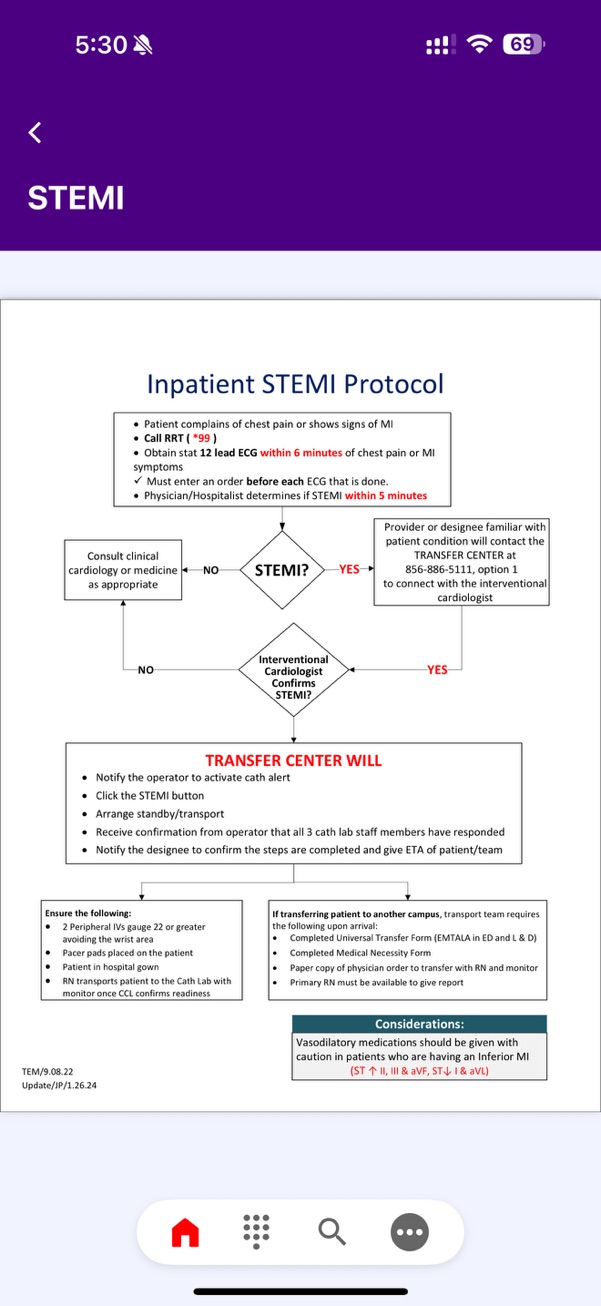 5:30
69
STEMI
Inpatient STEMI Protocol
• Patient complains of chest pain or shows signs of MI
• Call RRT ( *99 )
• Obtain stat 12 lead ECG within 6 minutes of chest pain or MI
symptoms
✓ Must enter an order before each ECG that is done.
• Physician/Hospitalist determines if STEMI within 5 minutes
Consult clinical
cardiology or medicine
as appropriate
NO
STEMI?
YES
Provider or designee familiar with
patient condition will contact the
TRANSFER CENTER at
856-886-5111, option 1
to connect with the interventional
cardiologist
NO
Interventional
Cardiologist
Confirms
STEMI?
YES
TRANSFER CENTER WILL
• Notify the operator to activate cath alert
• Click the STEMI button
• Arrange standby/transport
• Receive confirmation from operator that all 3 cath lab staff members have responded
• Notify the designee to confirm the steps are completed and give ETA of patient/team
Ensure the following:
• 2 Peripheral IVs gauge 22 or greater
avoiding the wrist area
• Pacer pads placed on the patient
• Patient in hospital gown
• RN transports patient to the Cath Lab with
monitor once CCL confirms readiness
If transferring patient to another campus, transport team requires
the following upon arrival:
• Completed Universal Transfer Form (EMTALA in ED and L & D)
• Completed Medical Necessity Form
• Paper copy of physician order to transfer with RN and monitor
• Primary RN must be available to give report
Considerations:
Vasodilatory medications should be given with
caution in patients who are having an Inferior MI
(ST ↑ II, III & aVF, ST↓ I & aVL)
TEM/9.08.22
Update/JP/1.26.24